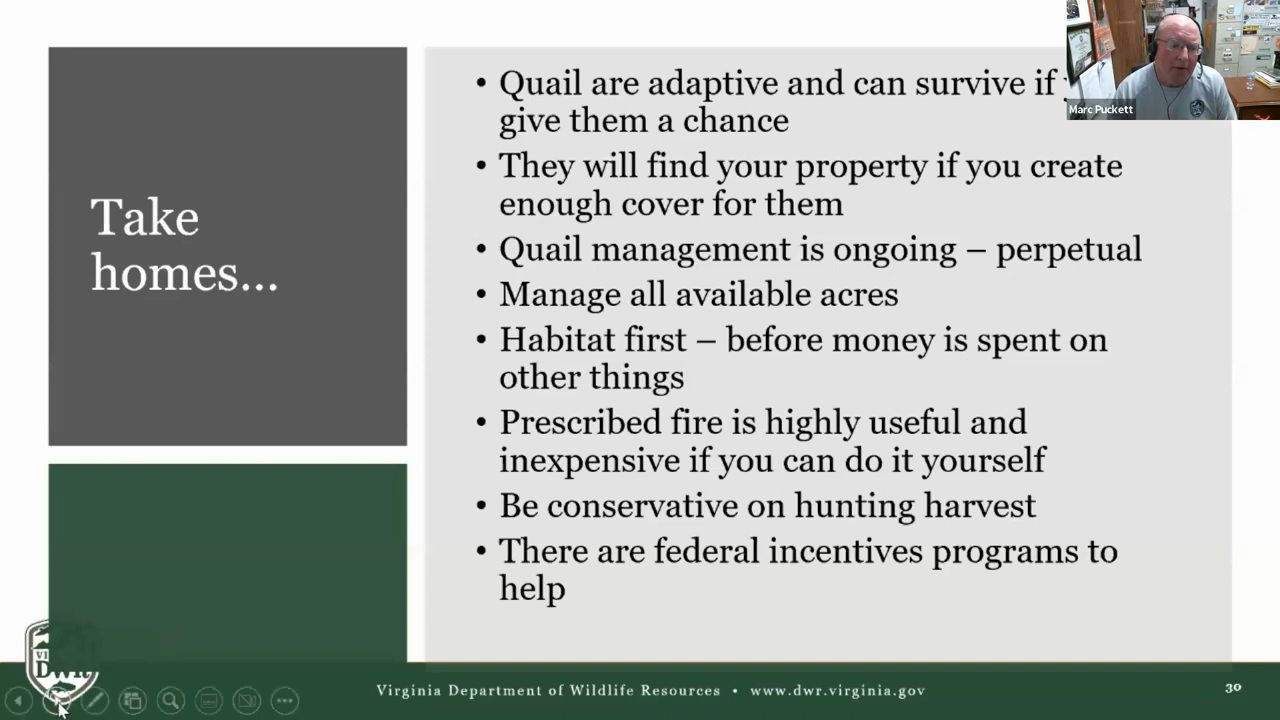 Take
homes...
• Quail are adaptive and can survive if
give them a chance
• They will find your property if you create
enough cover for them
• Quail management is ongoing – perpetual
• Manage all available acres
• Habitat first – before money is spent on
other things
• Prescribed fire is highly useful and
inexpensive if you can do it yourself
• Be conservative on hunting harvest
• There are federal incentives programs to
help
Marc Puckett
Virginia Department of Wildlife Resources • www.dwr.virginia.gov
30